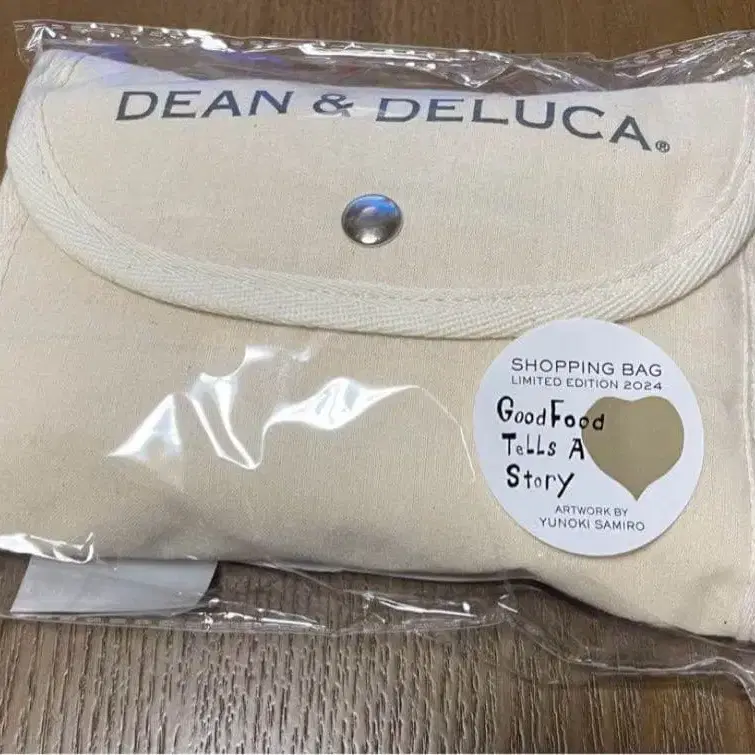 DEAN & DELUCA®
SHOPPING BAG
LIMITED EDITION 2024
GoodFood
TeLLs A
Story
ARTWORK BY
YUNOKI SAMIRO